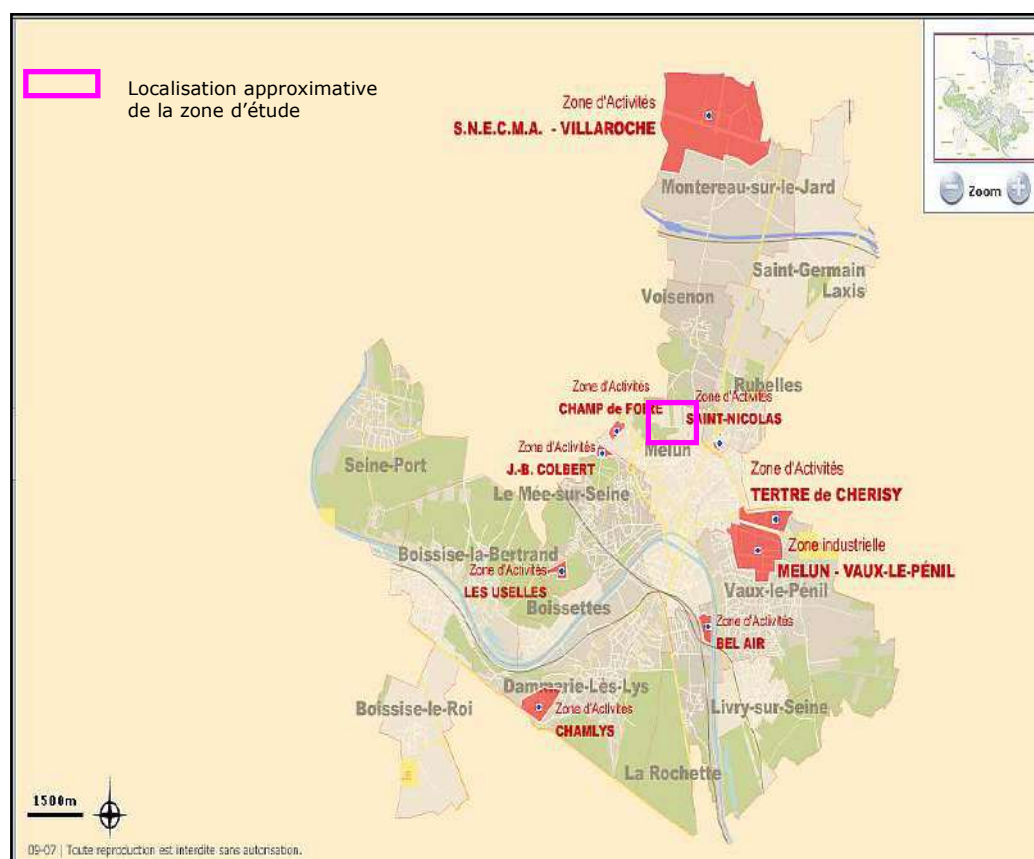 Localisation approximative
de la zone d'étude
Zoom
Zone d'Activités
S.N.E.C.M.A. - VILLAROCHE
Montereau-sur-le-Jard
Saint-Germain
Laxis
Voisenon
Rubelles
Zone d'Activités
CHAMP de FOIRE
Zone d'Activités
SAINT-NICOLAS
Melun
Zone d'Activités
J.-B. COLBERT
Seine-Port
Le Mée-sur-Seine
Zone d'Activités
TERTRE de CHERISY
Zone industrielle
MELUN - VAUX-LE-PÉNIL
Boissise-la-Bertrand
Zone d'Activités
LES USELLES
Boissettes
Vaux-le-Pénil
Zone d'Activités
BEL AIR
Dammarie-Lès-Lys
Boissise-le-Roi
Zone d'Activités
CHAMLYS
Livry-sur-Seine
La Rochette
1500m
09-07 | Toute reproduction est interdite sans autorisation.